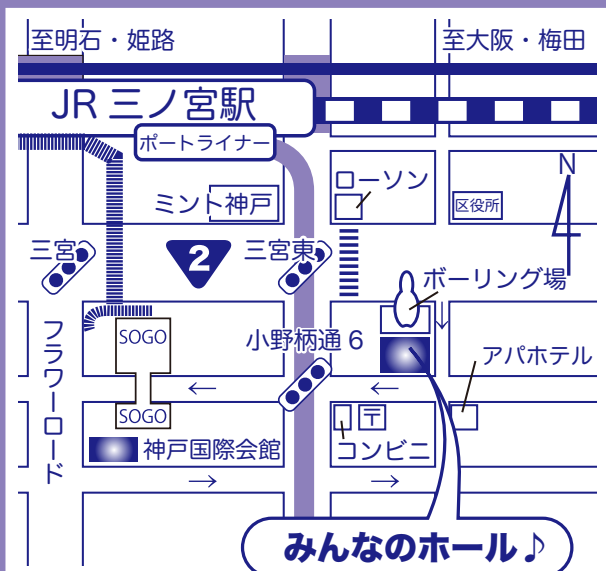 至明石・姫路
至大阪・梅田
JR 三ノ宮駅
ポートライナー
N
ローソン
区役所
ミント神戸
三宮
2
三宮東
ボーリング場
フラワーロード
SOGO
小野柄通 6
アパホテル
SOGO
〒
神戸国際会館
コンビニ
みんなのホール♪